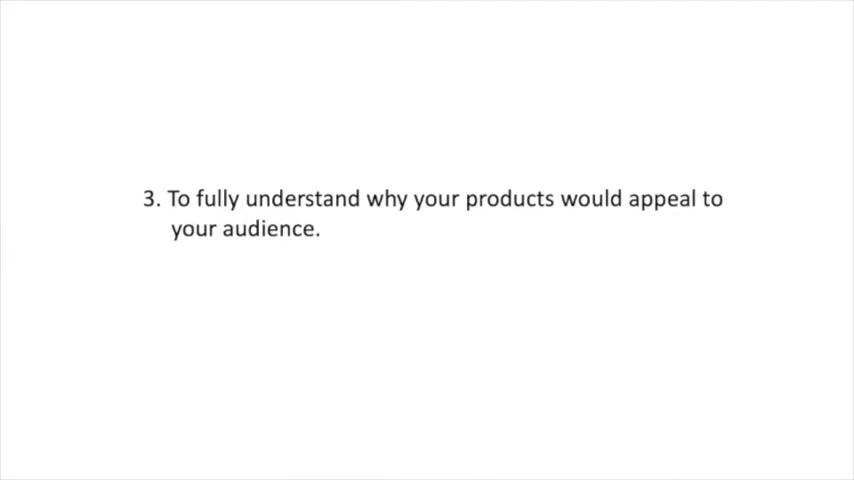 3. To fully understand why your products would appeal to
your audience.